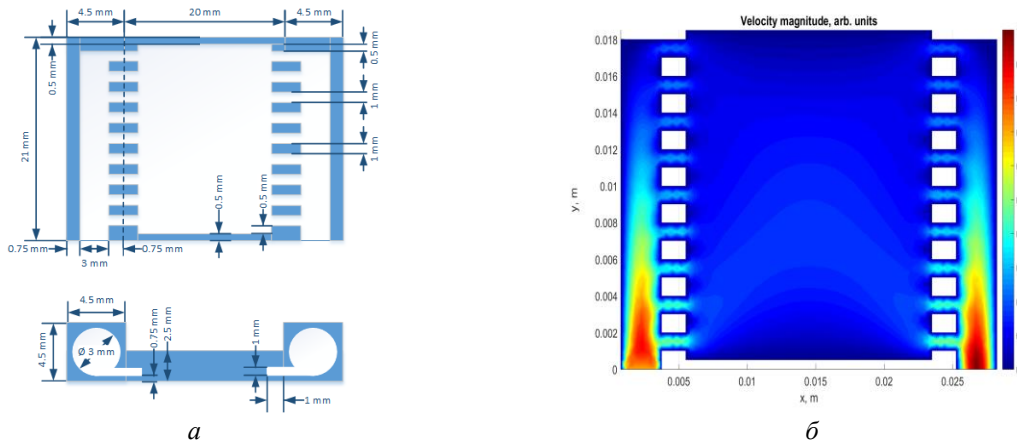 4.5 mm 20 mm 4.5 mm
0.5 mm
0.5 mm
1 mm
21 mm
1 mm
0.5 mm
0.5 mm
0.75 mm 0.75 mm
3 mm
4.5 mm
0.75 mm
2.5 mm
1 mm
4.5 mm
Ø 3 mm
1 mm
а
Velocity magnitude, arb. units
0.018
0.016
0.014
0.012
0.01
0.008
0.006
0.004
0.002
0
y, m
0.005 0.01 0.015 0.02 0.025
x, m
б